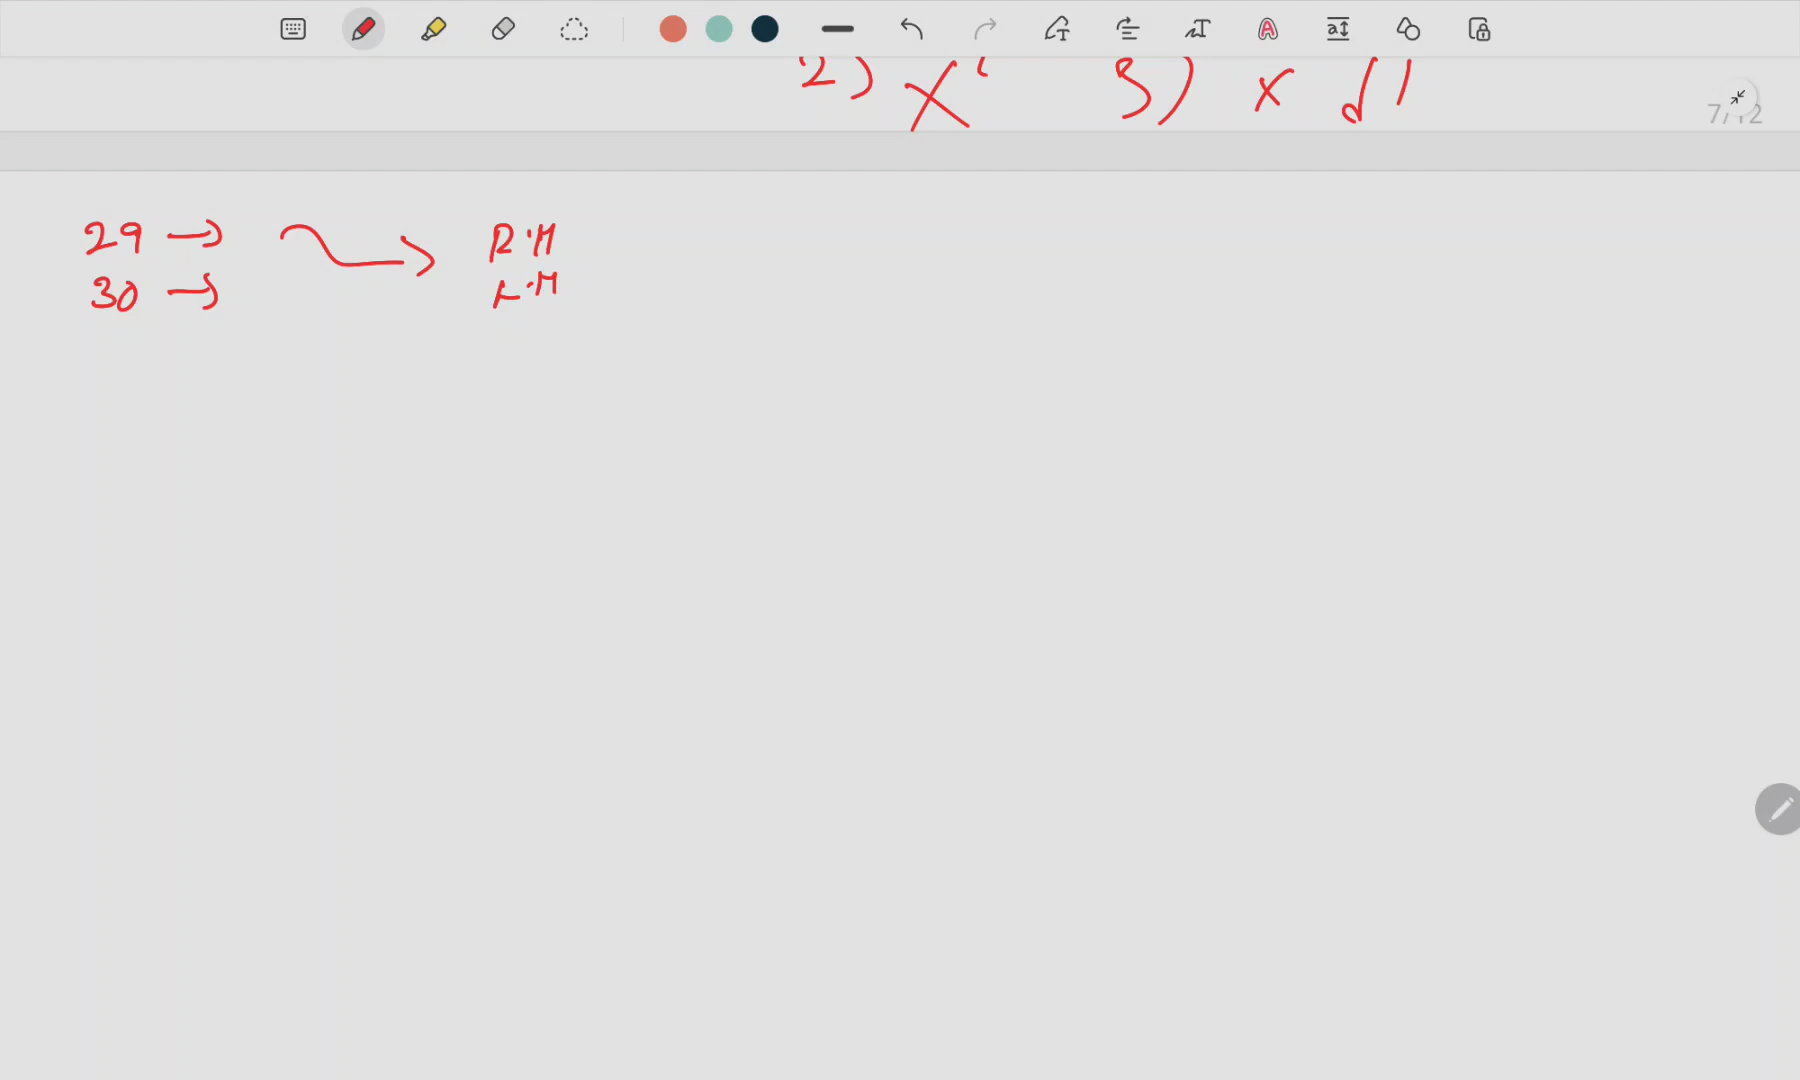 2) X 3) x
7/12
29 → R.H
30 → L.H